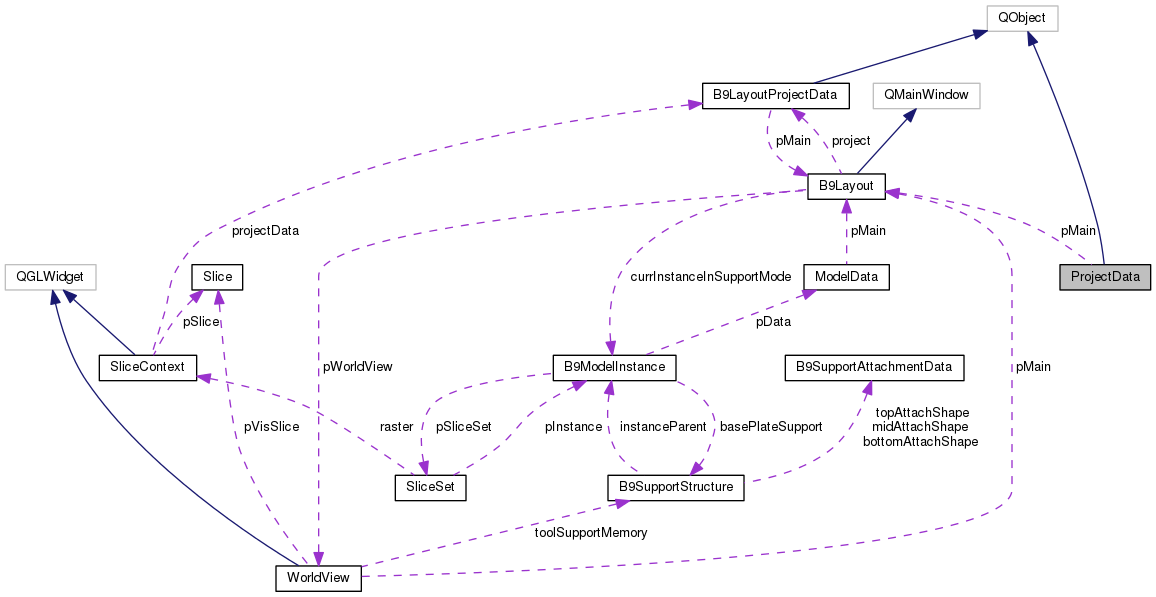 QObject
B9LayoutProjectData
QMainWindow
pMain
project
B9Layout
projectData
pMain
pMain
QGLWidget
Slice
currInstanceInSupportMode
ModelData
ProjectData
pSlice
pData
SliceContext
pWorldView
B9ModelInstance
B9SupportAttachmentData
pMain
pVisSlice
raster
pSliceSet
pInstance
instanceParent
basePlateSupport
topAttachShape
midAttachShape
bottomAttachShape
SliceSet
B9SupportStructure
toolSupportMemory
WorldView